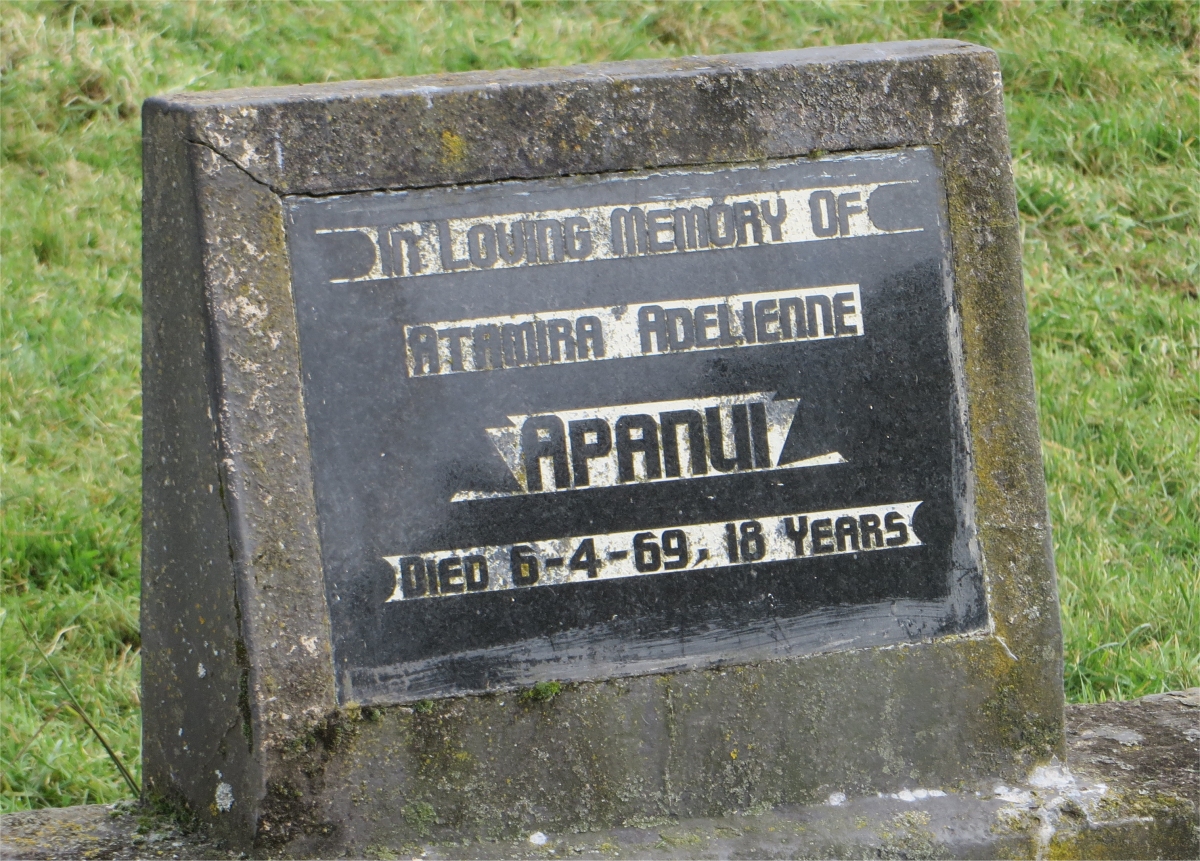 In Loving Memory Of
Atamira Adelienne
Apanui
Died 6-4-69, 18 Years